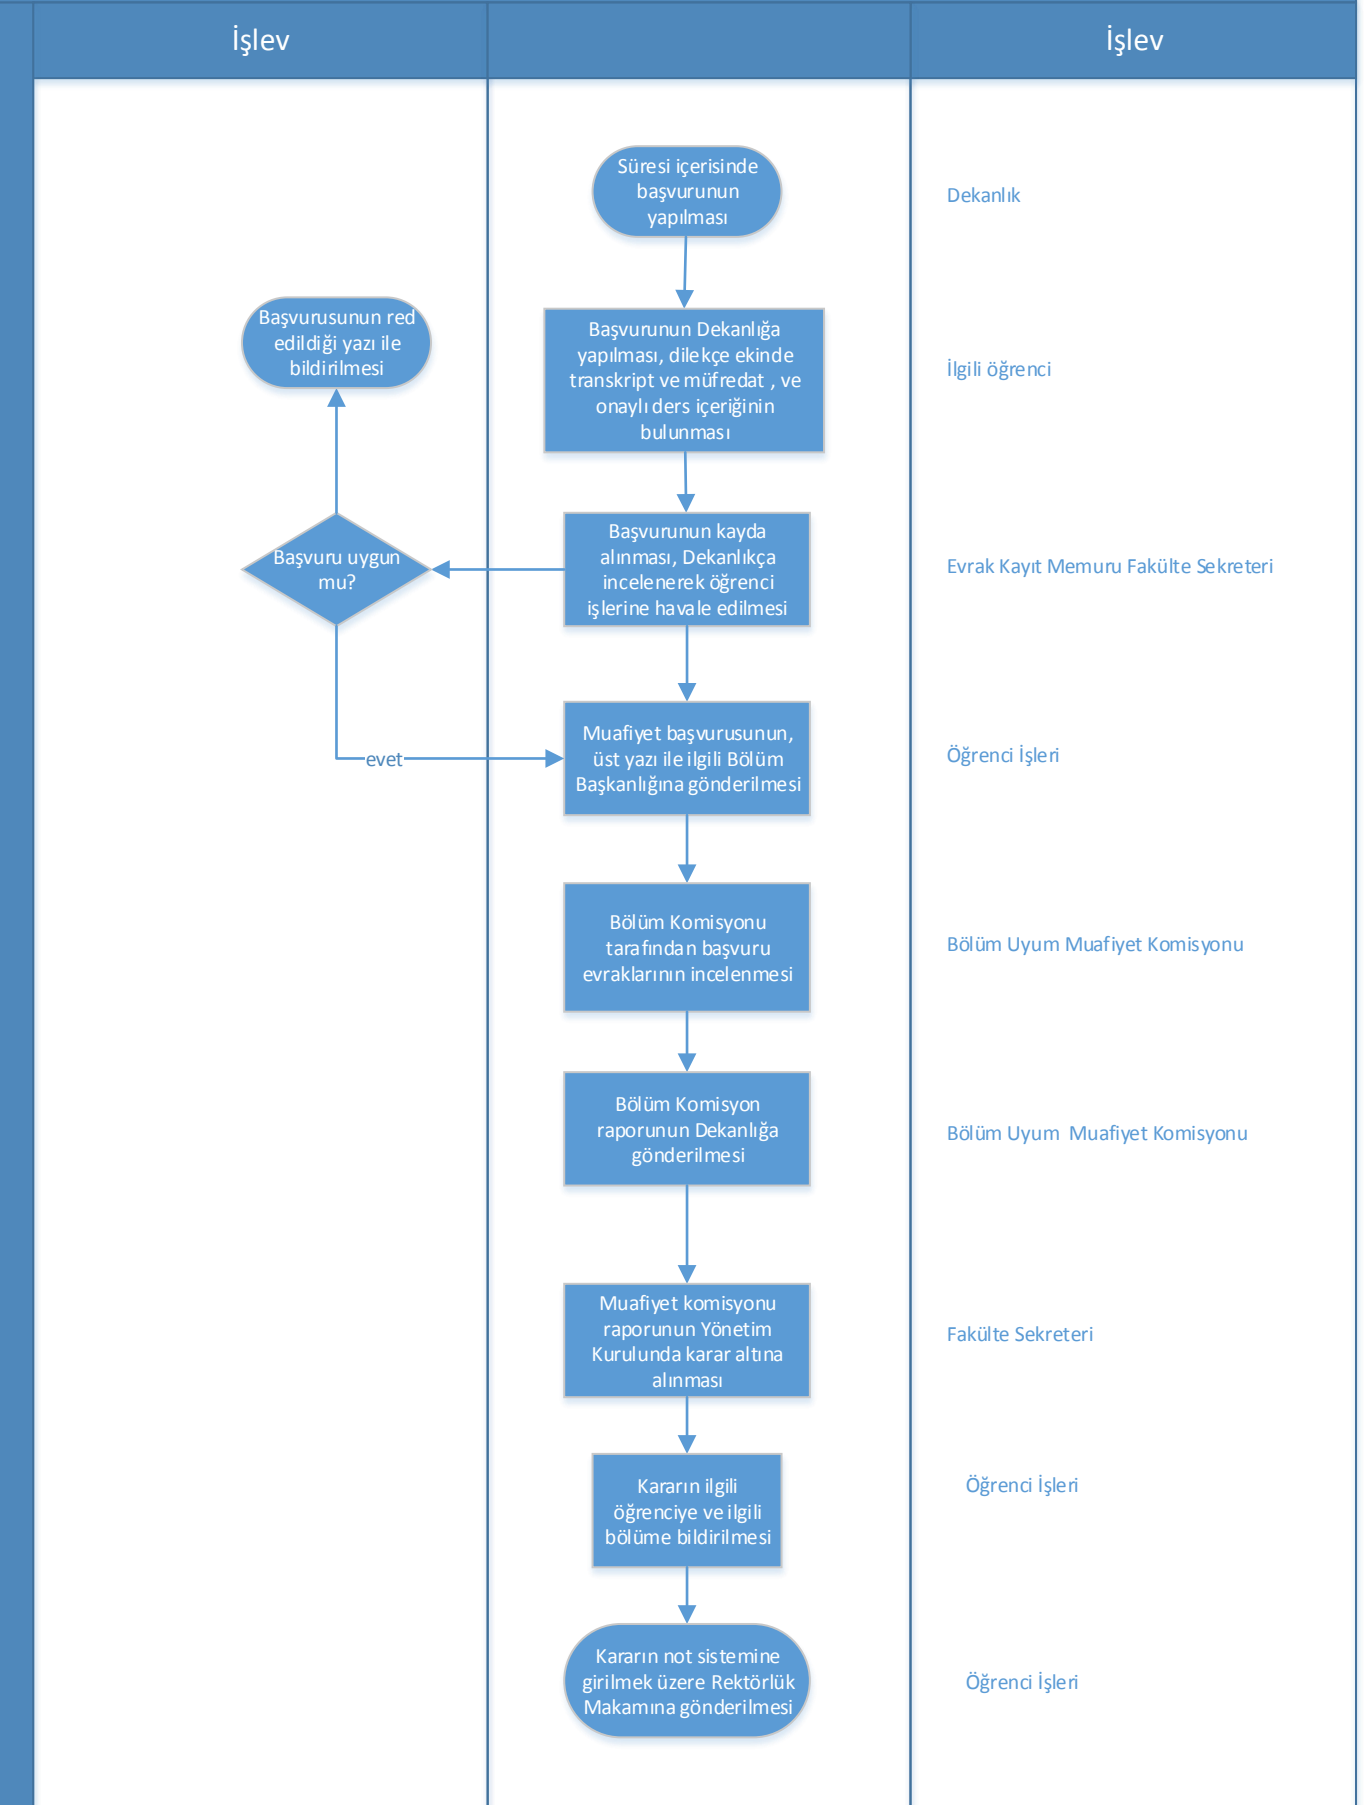 İşlev
İşlev
Süresi içerisinde
başvurunun
yapılması
Dekanlık
Başvurusunun red
edildiği yazı ile
bildirilmesi
Başvurunun Dekanlığa
yapılması, dilekçe ekinde
transkript ve müfredat , ve
onaylı ders içeriğinin
bulunması
İlgili öğrenci
Başvuru uygun
mu?
Başvurunun kayda
alınması, Dekanlıkça
incelenerek öğrenci
işlerine havale edilmesi
Evrak Kayıt Memuru Fakülte Sekreteri
evet
Muafiyet başvurusunun,
üst yazı ile ilgili Bölüm
Başkanlığına gönderilmesi
Öğrenci İşleri
Bölüm Komisyonu
tarafından başvuru
evraklarının incelenmesi
Bölüm Uyum Muafiyet Komisyonu
Bölüm Komisyon
raporunun Dekanlığa
gönderilmesi
Bölüm Uyum  Muafiyet Komisyonu
Muafiyet komisyonu
raporunun Yönetim
Kurulunda karar altına
alınması
Fakülte Sekreteri
Kararın ilgili
öğrenciye ve ilgili
bölüme bildirilmesi
Öğrenci İşleri
Kararın not sistemine
girilmek üzere Rektörlük
Makamına gönderilmesi
Öğrenci İşleri